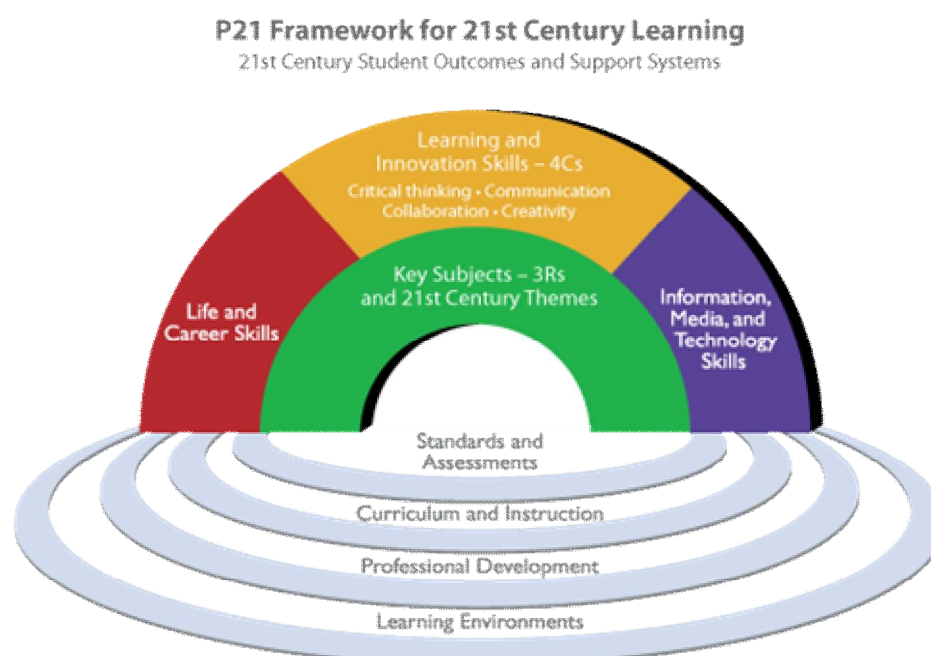 P21 Framework for 21st Century Learning
21st Century Student Outcomes and Support Systems
Learning and
Innovation Skills – 4Cs
Critical thinking • Communication
Collaboration • Creativity
Key Subjects – 3Rs
and 21st Century Themes
Life and
Career Skills
Information,
Media, and
Technology
Skills
Standards and
Assessments
Curriculum and Instruction
Professional Development
Learning Environments